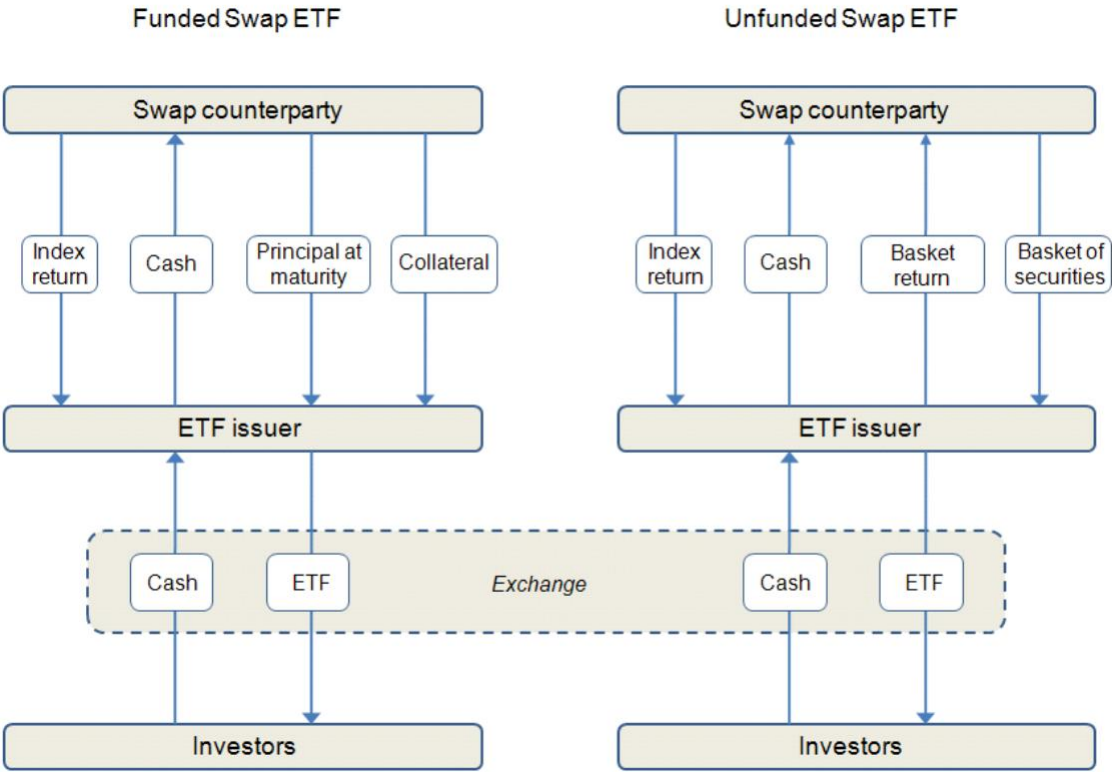 Funded Swap ETF
Unfunded Swap ETF
Swap counterparty
Swap counterparty
Index
return
Cash
Principal at
maturity
Collateral
Index
return
Cash
Basket
return
Basket of
securities
ETF issuer
ETF issuer
Cash
ETF
Exchange
Cash
ETF
Investors
Investors